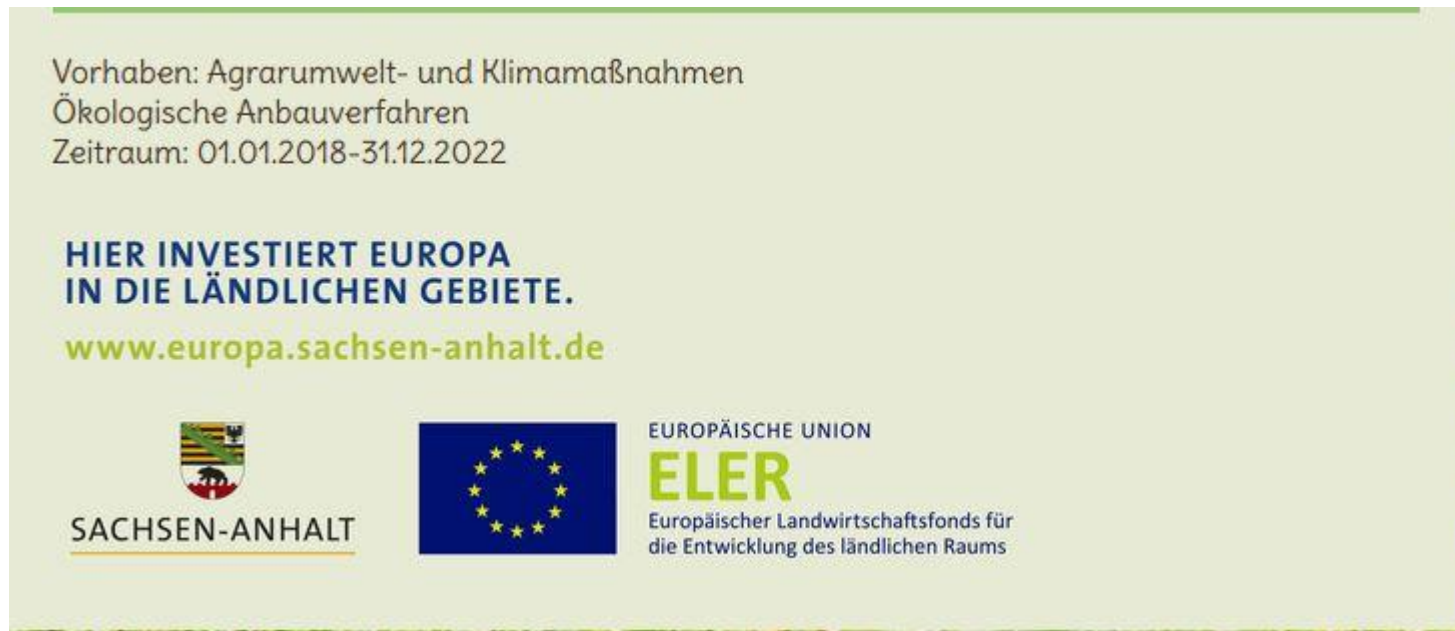 Vorhaben: Agrarumwelt- und Klimamaßnahmen
Ökologische Anbauverfahren
Zeitraum: 01.01.2018-31.12.2022
HIER INVESTIERT EUROPA
IN DIE LÄNDLICHEN GEBIETE.
www.europa.sachsen-anhalt.de
SACHSEN-ANHALT
EUROPÄISCHE UNION
ELER
Europäischer Landwirtschaftsfonds für
die Entwicklung des ländlichen Raums